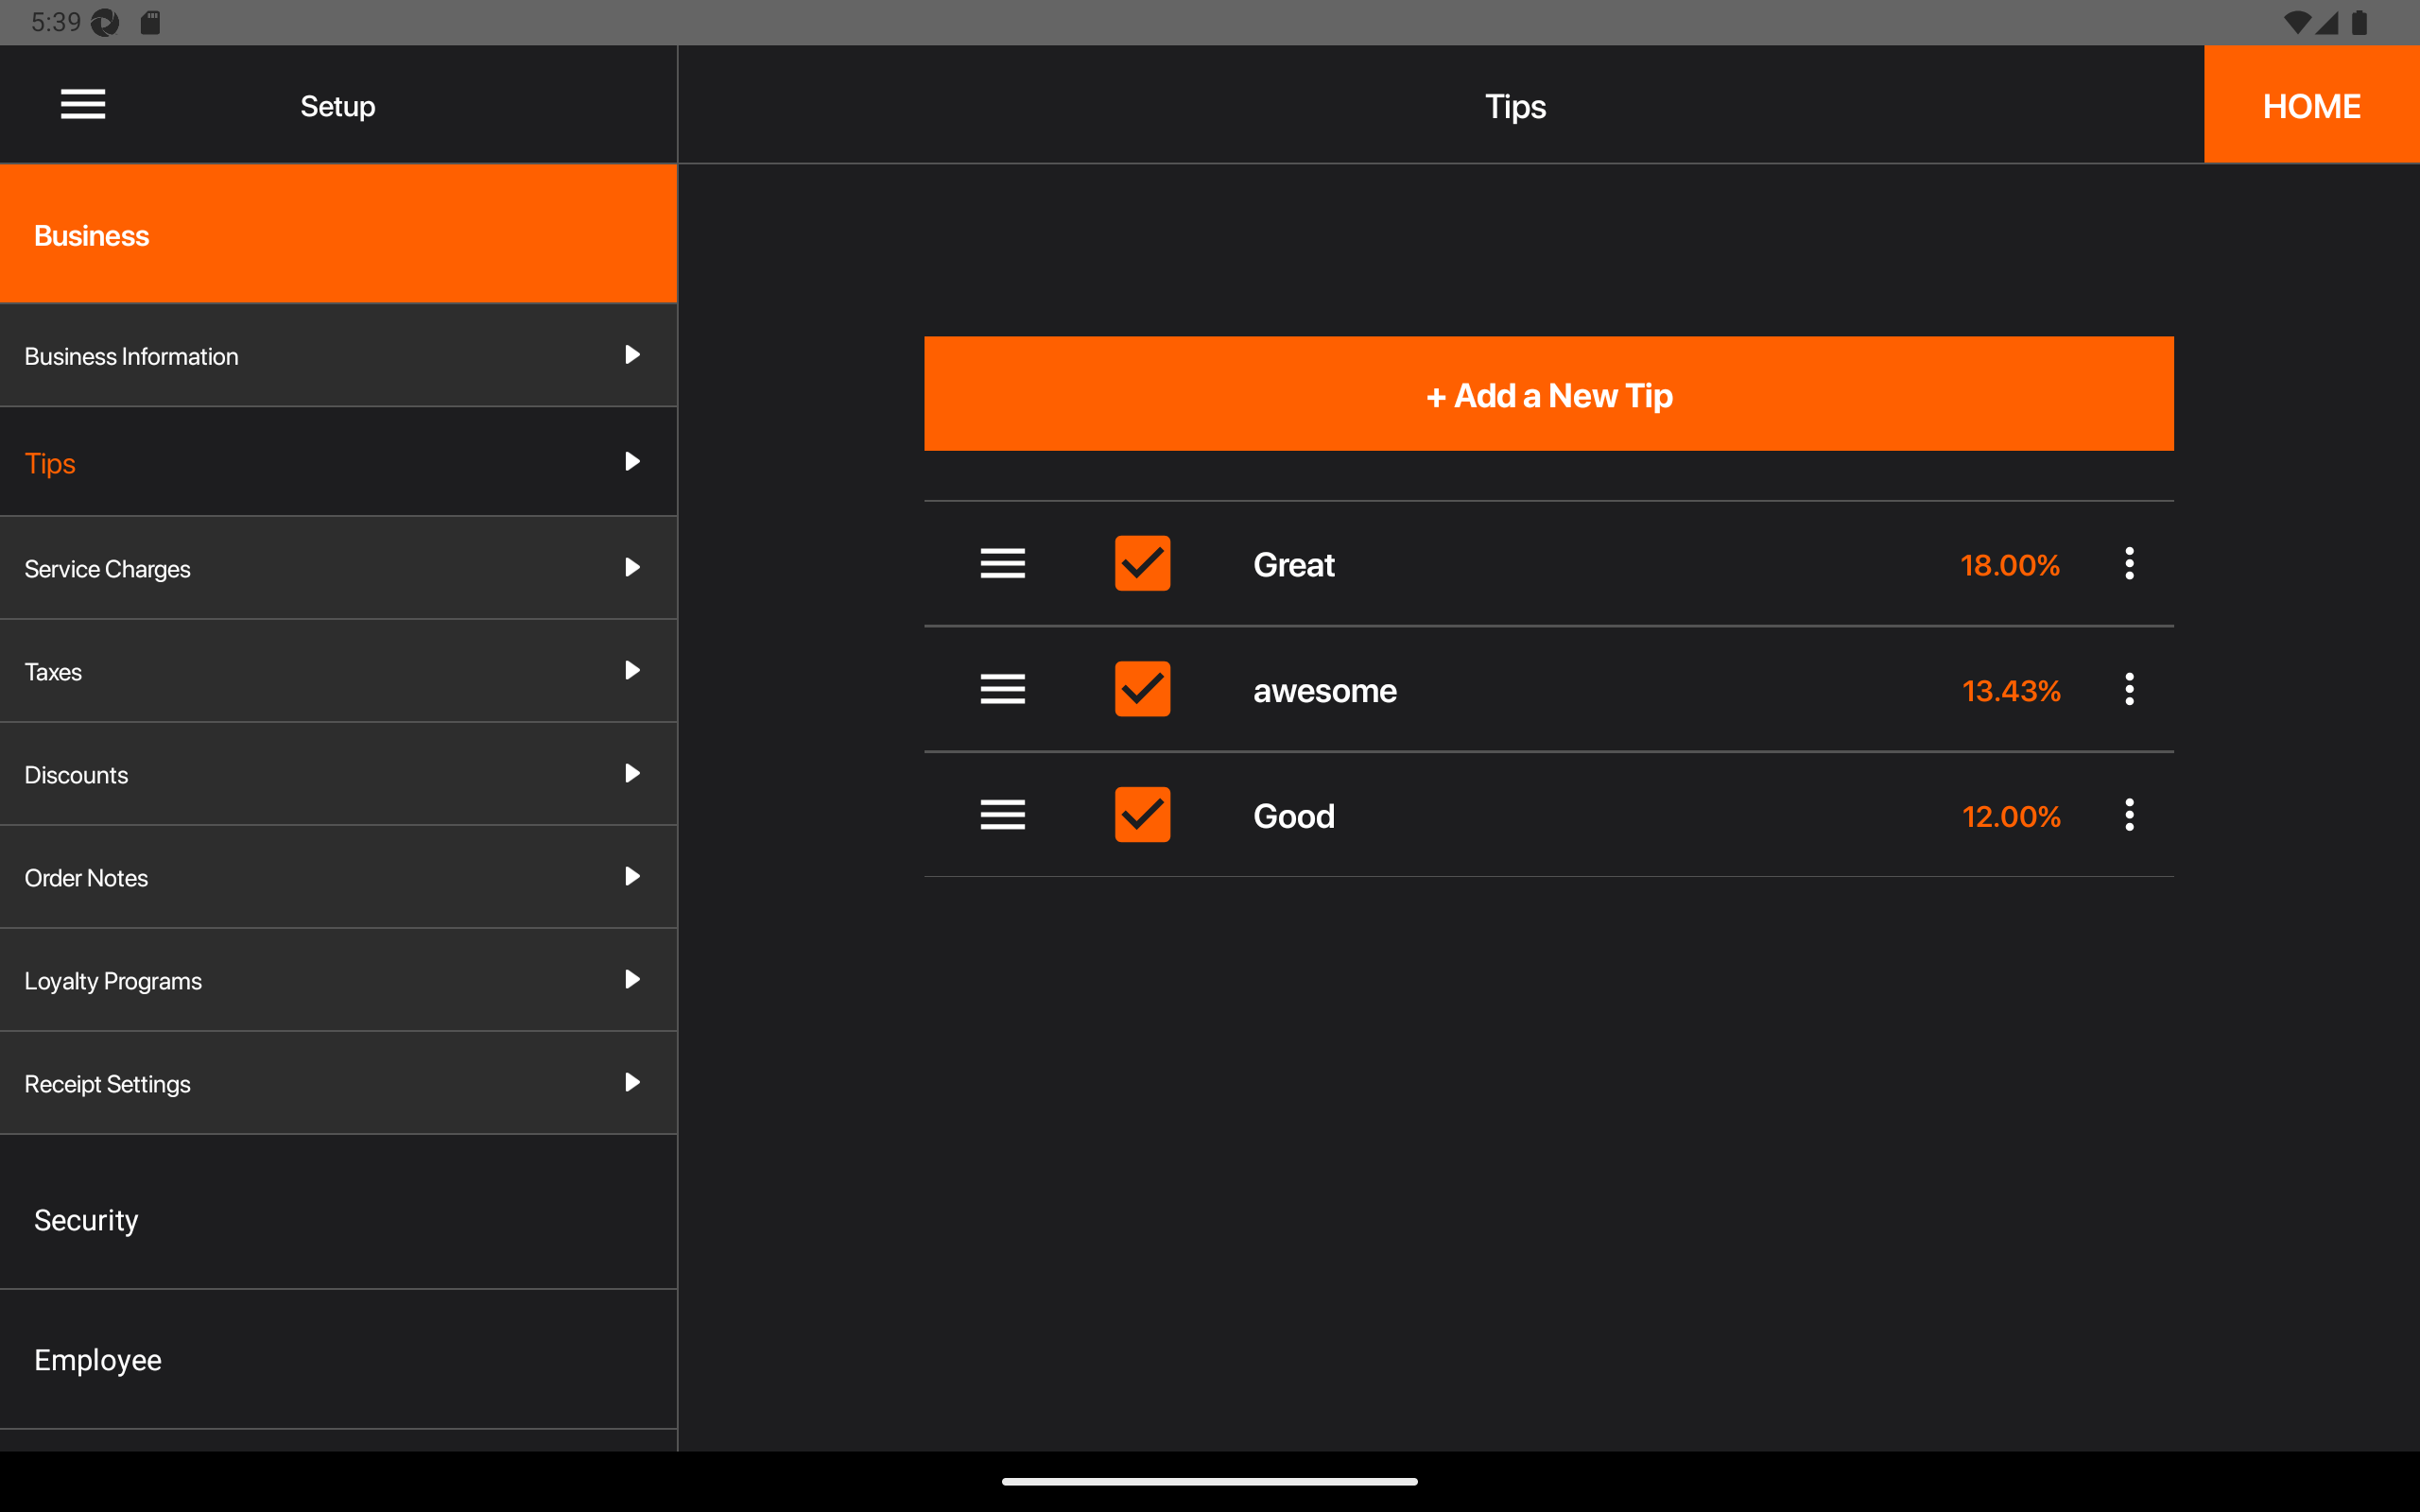 5:39
Setup
Tips
HOME
Business
Business Information
Tips
Service Charges
Taxes
Discounts
Order Notes
Loyalty Programs
Receipt Settings
Security
Employee
+ Add a New Tip
Great 18.00%
awesome 13.43%
Good 12.00%